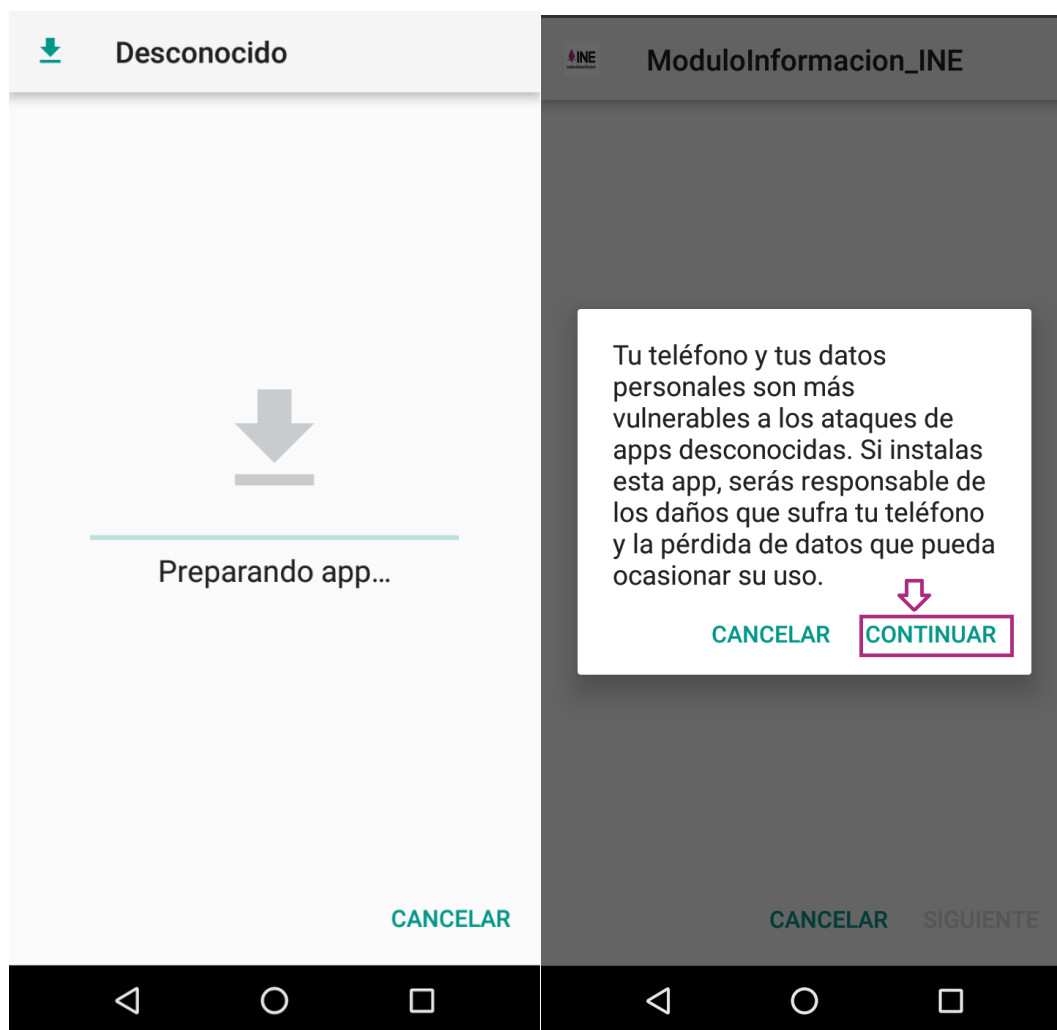 Desconocido
Preparando app...
CANCELAR
INE
ModuloInformacion_INE
Tu teléfono y tus datos
personales son más
vulnerables a los ataques de
apps desconocidas. Si instalas
esta app, serás responsable de
los daños que sufra tu teléfono
y la pérdida de datos que pueda
ocasionar su uso.
CANCELAR CONTINUAR
CANCELAR SIGUIENTE